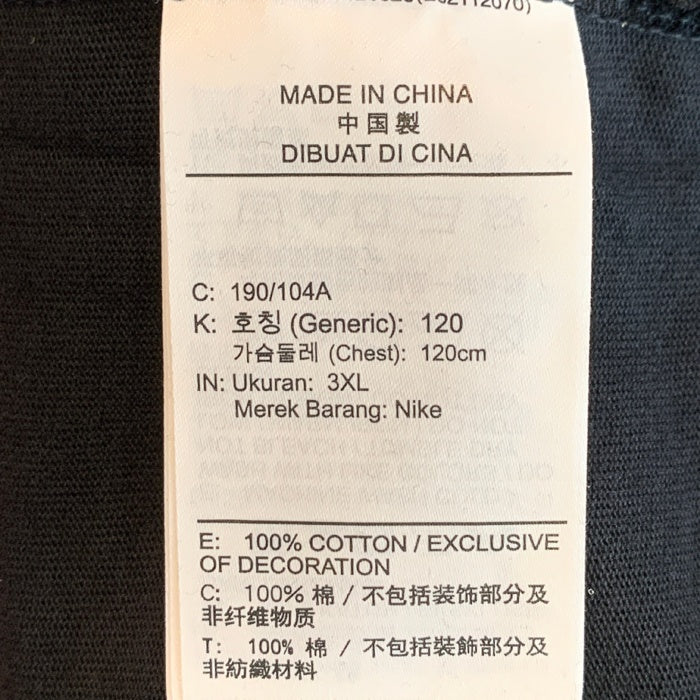 MADE IN CHINA
中国製
DIBUAT DI CINA
C: 190/104A
K: 호칭 (Generic): 120
가슴둘레 (Chest): 120cm
IN: Ukuran: 3XL
Merek Barang: Nike
E: 100% COTTON / EXCLUSIVE
OF DECORATION
C: 100% 棉 / 不包括装饰部分及
非纤维物质
T: 100% 棉 / 不包括裝飾部分及
非紡織材料